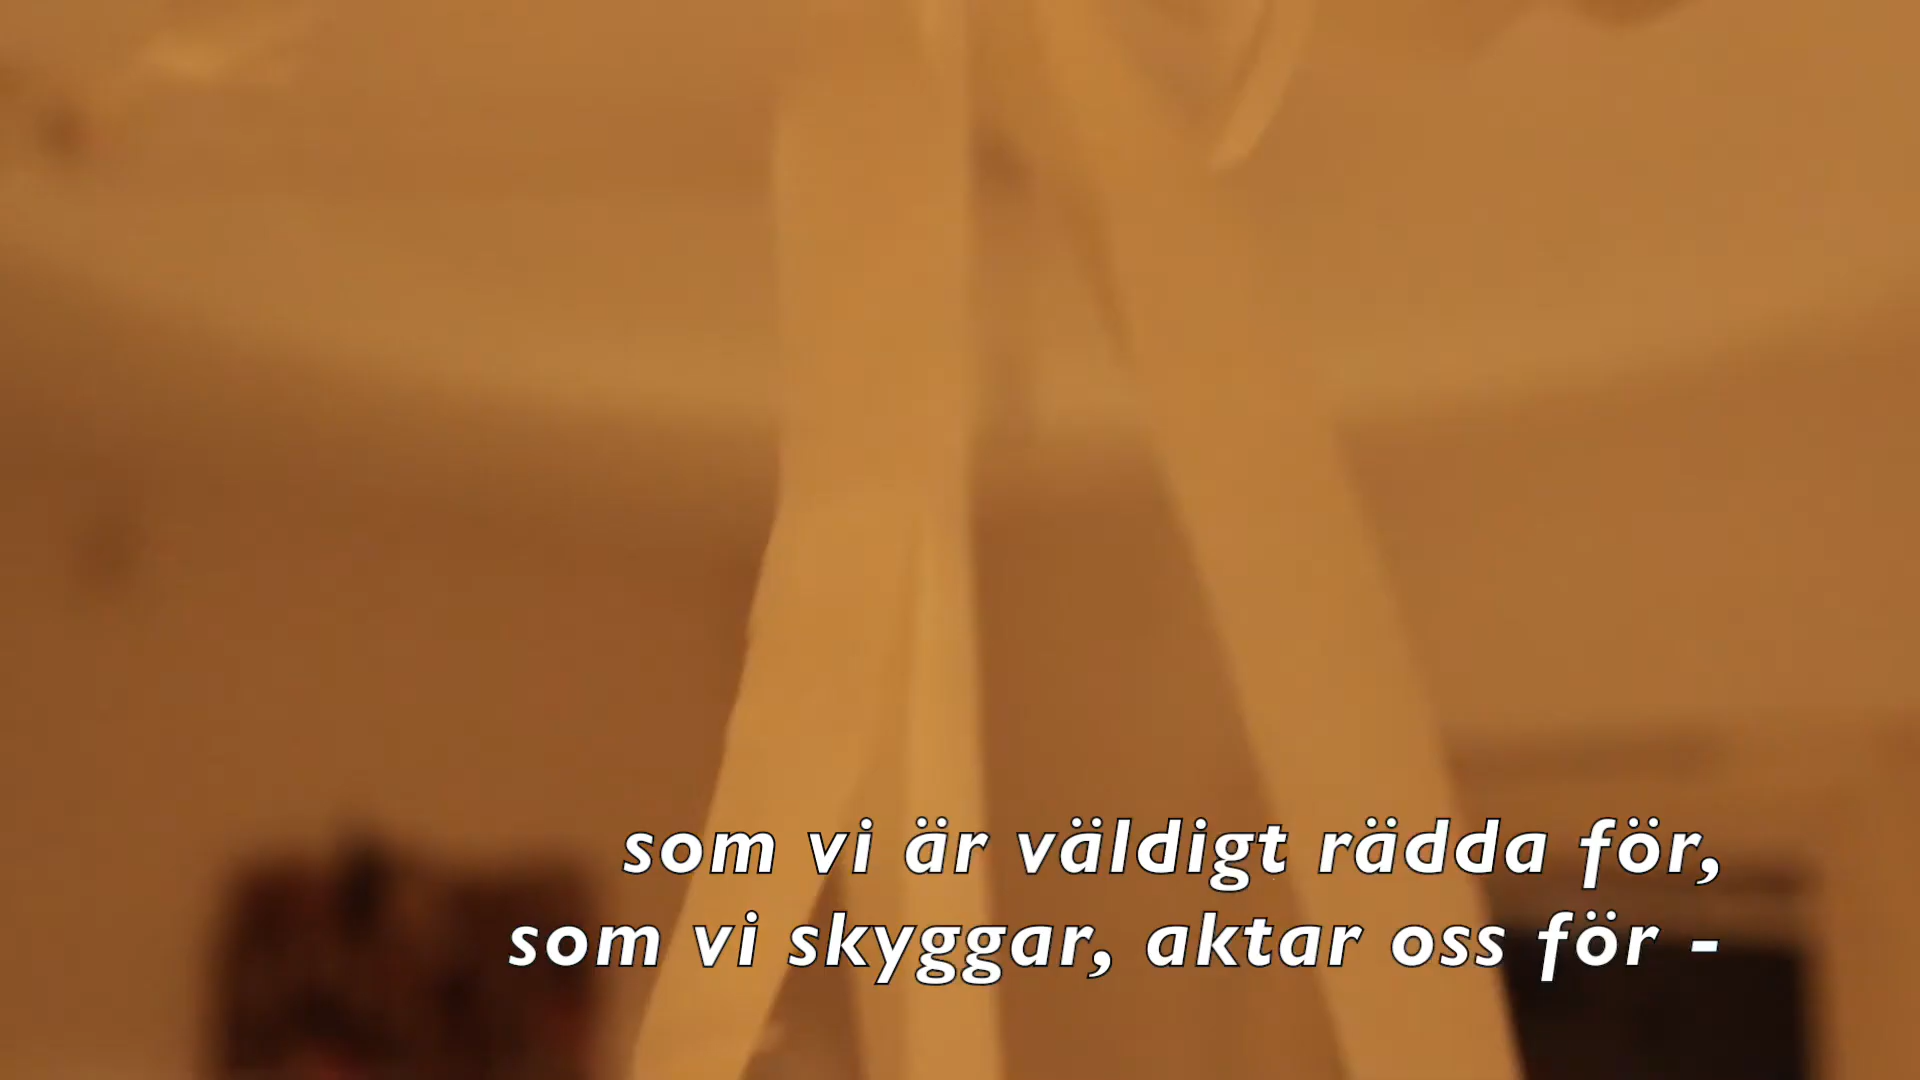 som vi är väldigt rädda för,
som vi skyggar, aktar oss för -